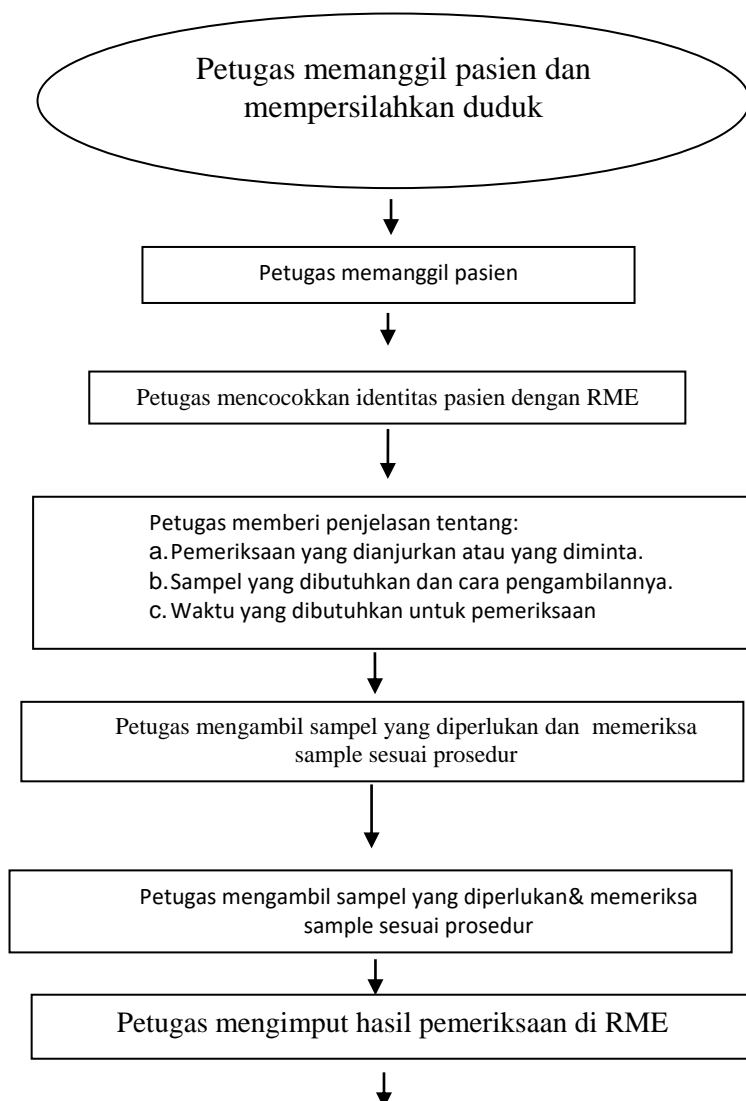 Petugas memanggil pasien dan
mempersilahkan duduk
Petugas memanggil pasien
Petugas mencocokkan identitas pasien dengan RME
Petugas memberi penjelasan tentang:
a.Pemeriksaan yang dianjurkan atau yang diminta.
b.Sampel yang dibutuhkan dan cara pengambilannya.
c.Waktu yang dibutuhkan untuk pemeriksaan
Petugas mengambil sampel yang diperlukan dan memeriksa
sample sesuai prosedur
Petugas mengambil sampel yang diperlukan& memeriksa
sample sesuai prosedur
Petugas mengimput hasil pemeriksaan di RME